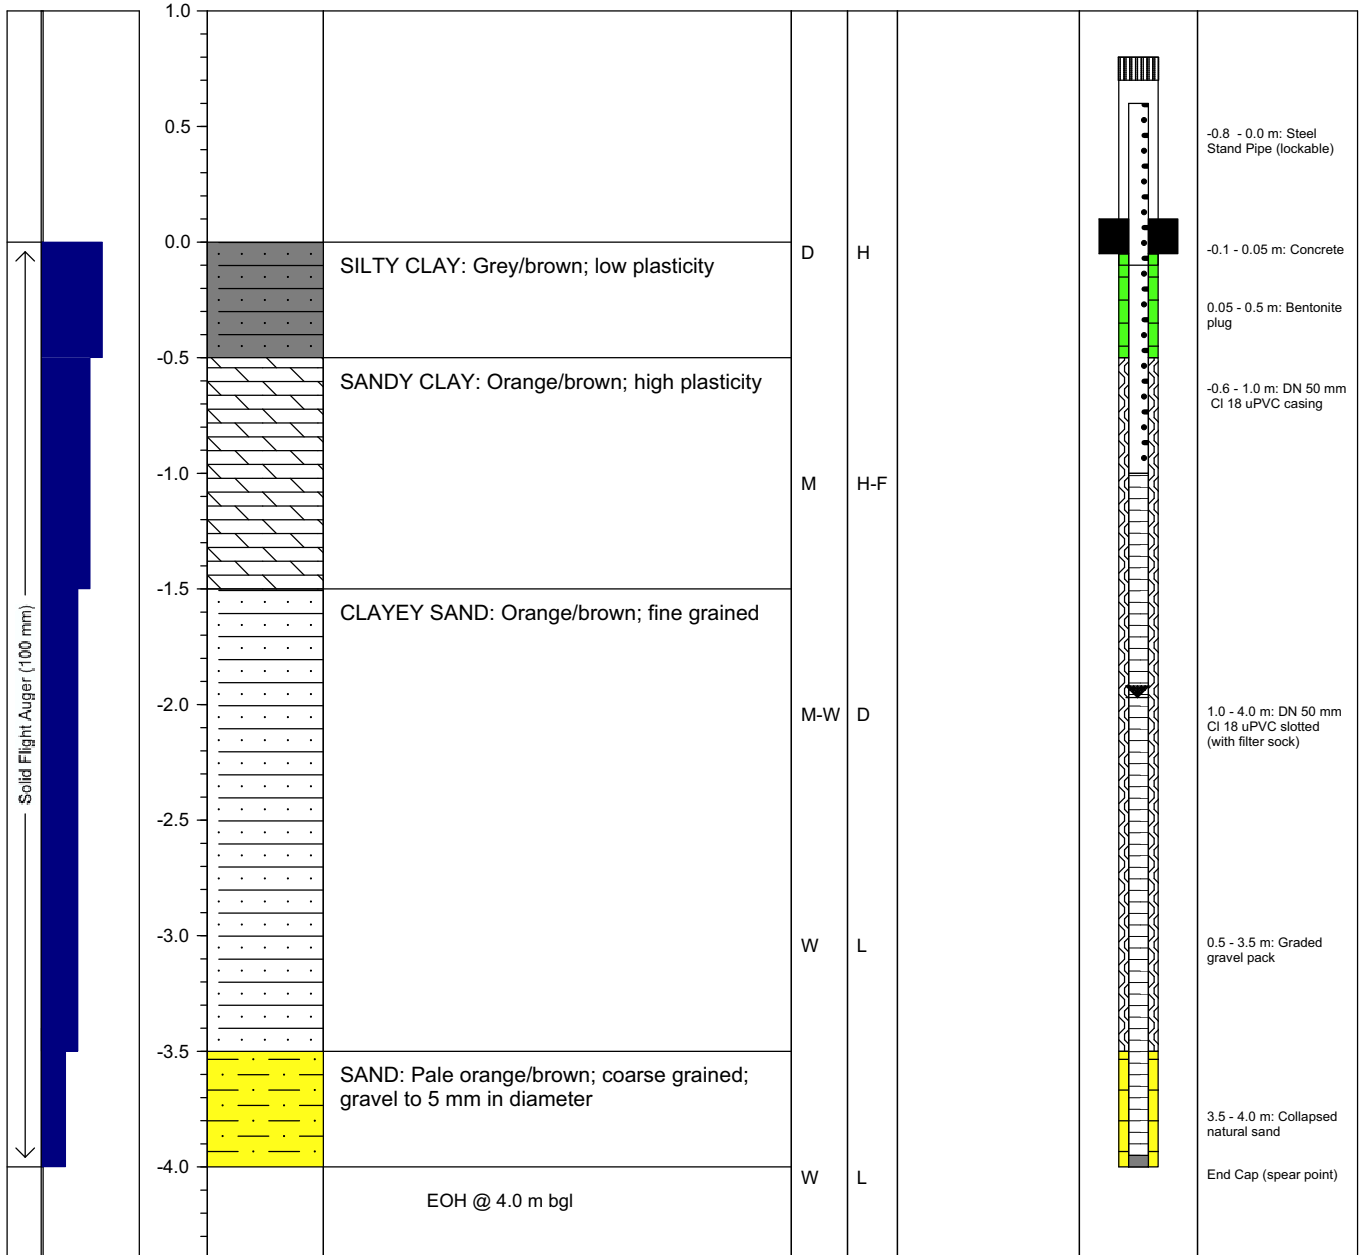 1.0
0.5
-0.8 - 0.0 m: Steel
Stand Pipe (lockable)
0.0
D
H
-0.1 - 0.05 m: Concrete
SILTY CLAY: Grey/brown; low plasticity
0.05 - 0.5 m: Bentonite
plug
-0.5
SANDY CLAY: Orange/brown; high plasticity
-0.6 - 1.0 m: DN 50 mm
Cl 18 uPVC casing
-1.0
M
H-F
-1.5
CLAYEY SAND: Orange/brown; fine grained
Solid Flight Auger (100 mm)
-2.0
M-W
D
1.0 - 4.0 m: DN 50 mm
Cl 18 uPVC slotted
(with filter sock)
-2.5
-3.0
W
L
0.5 - 3.5 m: Graded
gravel pack
-3.5
SAND: Pale orange/brown; coarse grained;
gravel to 5 mm in diameter
3.5 - 4.0 m: Collapsed
natural sand
-4.0
W
L
End Cap (spear point)
EOH @ 4.0 m bgl